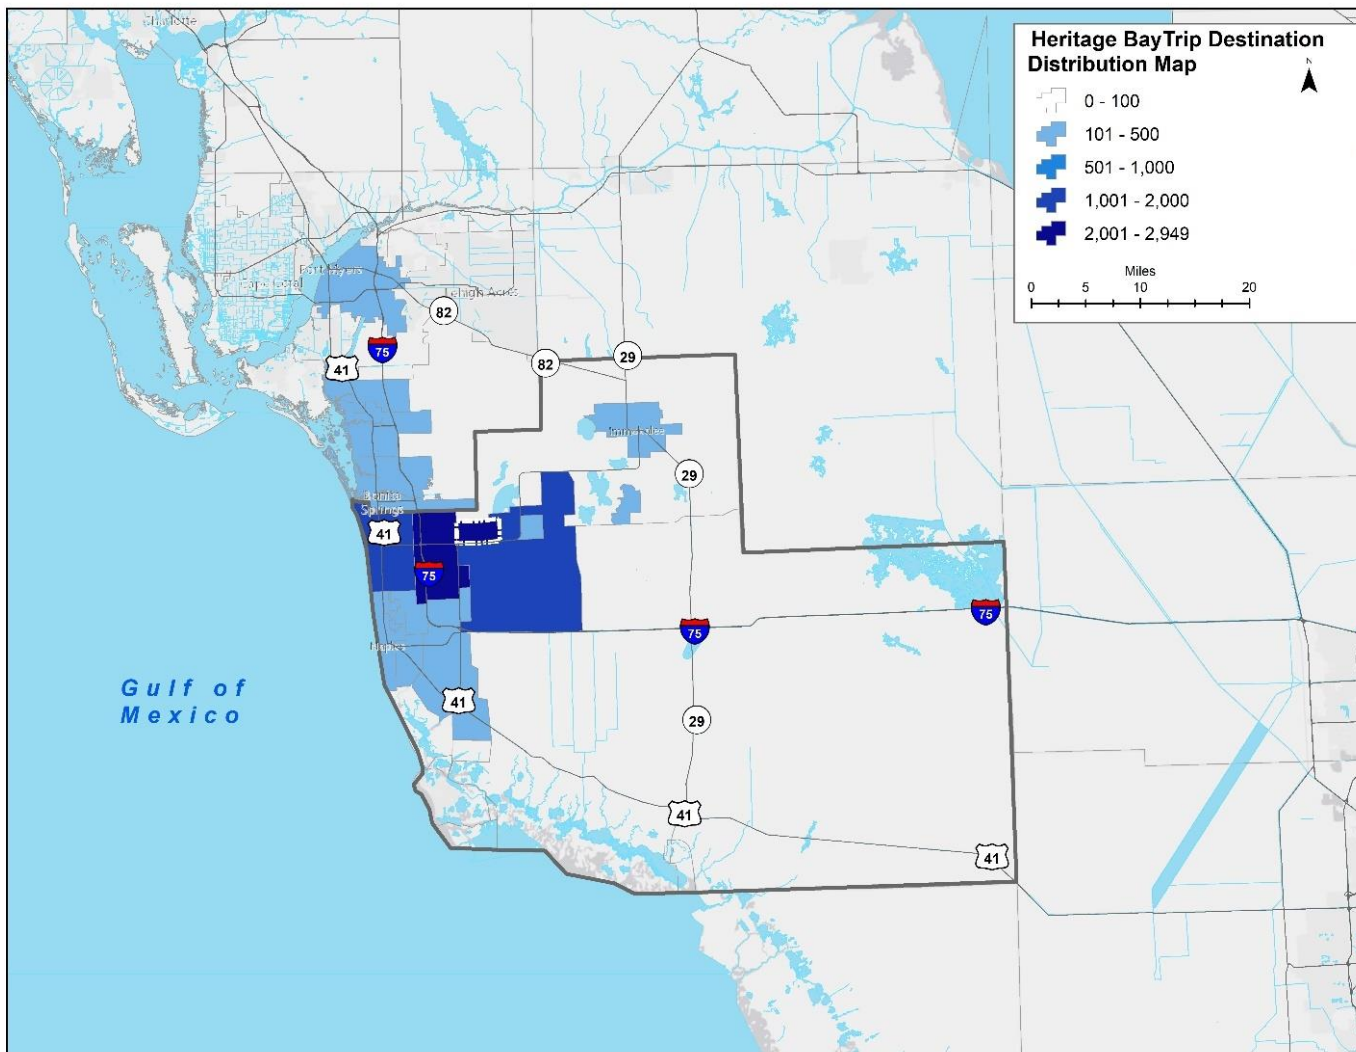 Charlotte
Heritage BayTrip Destination
Distribution Map
N
0 - 100
101 - 500
501 - 1,000
1,001 - 2,000
2,001 - 2,949
Miles
0 5 10 20
Fort Myers
Cape Coral
Lehigh Acres
82
75
41
82
29
Immokalee
29
Bonita
Springs
41
75
75
75
Naples
Gulf of
Mexico
41
29
41
41